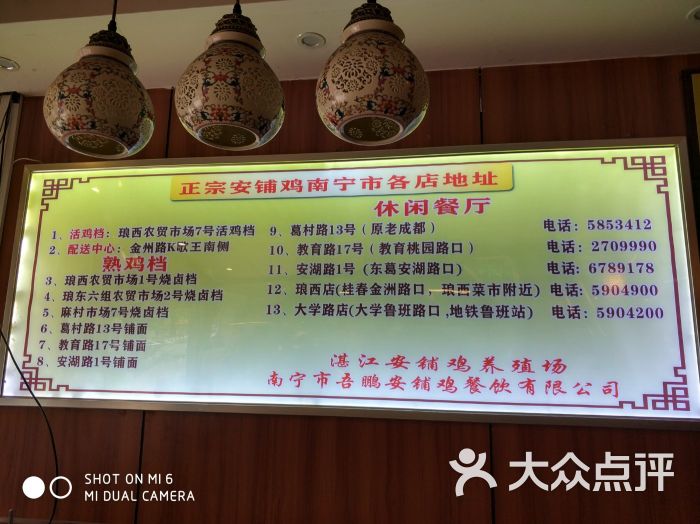 正宗安铺鸡南宁市各店地址
1、活鸡档：琅西农贸市场7号活鸡档
2、配送中心：金州路K歌王南侧
熟鸡档
3、琅西农贸市场1号烧卤档
4、琅东六组农贸市场2号烧卤档
5、麻村市场7号烧卤档
6、葛村路13号铺面
7、教育路17号铺面
8、安湖路1号铺面
休闲餐厅
9、葛村路13号（原老成都） 电话：5853412
10、教育路17号（教育桃园路口） 电话：2709990
11、安湖路1号（东葛安湖路口） 电话：6789178
12、琅西店(桂春金洲路口，琅西菜市附近) 电话：5904900
13、大学路店(大学鲁班路口,地铁鲁班站) 电话：5904200
湛江安铺鸡养殖场
南宁市吾鹏安铺鸡餐饮有限公司
SHOT ON MI 6
MI DUAL CAMERA
大众点评